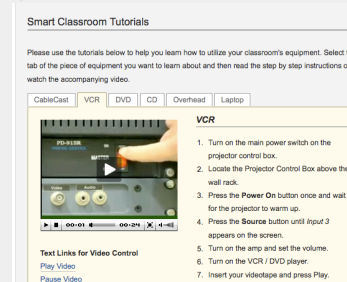 Smart Classroom Tutorials
Please use the tutorials below to help you learn how to utilize your classroom's equipment. Select
tab of the piece of equipment you want to learn about and then read the step by step instructions
watch the accompanying video.
CableCast VCR DVD CD Overhead Laptop
VCR
1. Turn on the main power switch on the
projector control box.
2. Locate the Projector Control Box above the
wall rack.
3. Press the Power On button once and wait
for the projector to warm up.
4. Press the Source button until Input 3
appears on the screen.
5. Turn on the amp and set the volume.
6. Turn on the VCR / DVD player.
7. Insert your videotape and press Play.
PD-915R
POWER CENTER
MASTER
Video Audio
00:01 00:24
Text Links for Video Control
Play Video
Pause Video